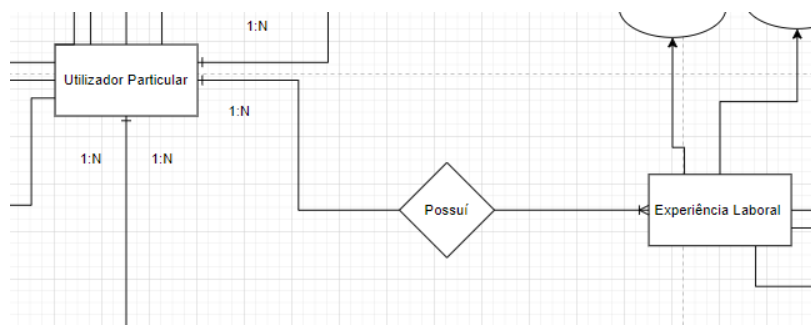 1:N
Utilizador Particular
1:N
1:N
1:N
Possuí
Experiência Laboral